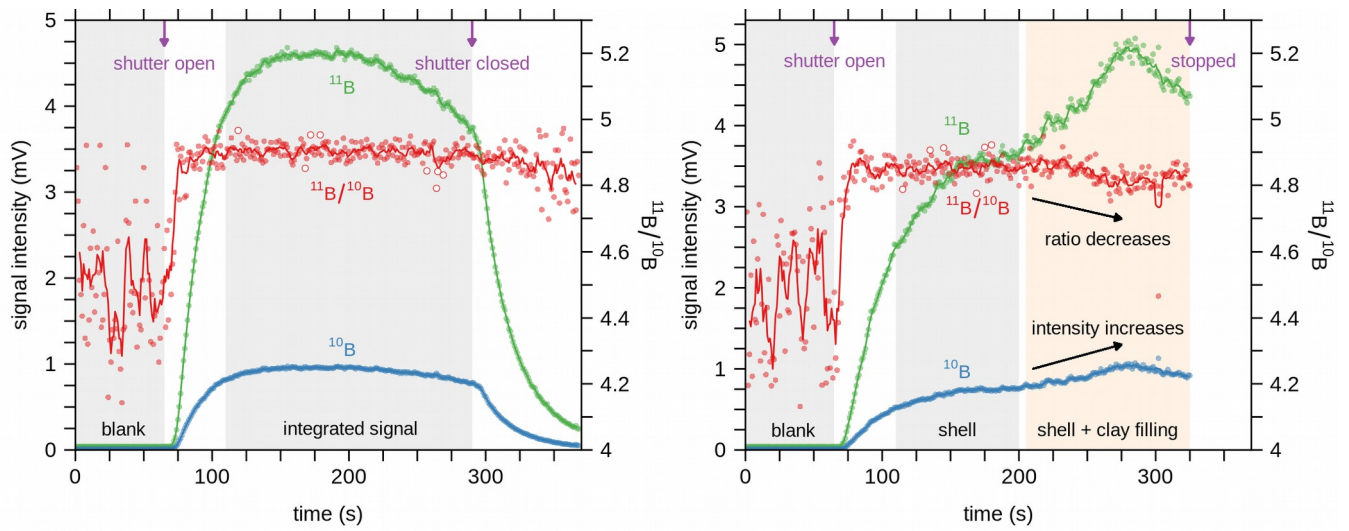 5
4
3
2
1
0
signal intensity (mV)
shutter open
shutter closed
¹¹B
¹¹B/¹⁰B
¹⁰B
blank
integrated signal
5.2
5
4.8
4.6
4.4
4.2
4
¹¹B/¹⁰B
0
100
200
300
time (s)
5
4
3
2
1
0
signal intensity (mV)
shutter open
stopped
¹¹B
¹¹B/¹⁰B
ratio decreases
intensity increases
¹⁰B
blank
shell
shell + clay filling
5.2
5
4.8
4.6
4.4
4.2
4
¹¹B/¹⁰B
0
100
200
300
time (s)